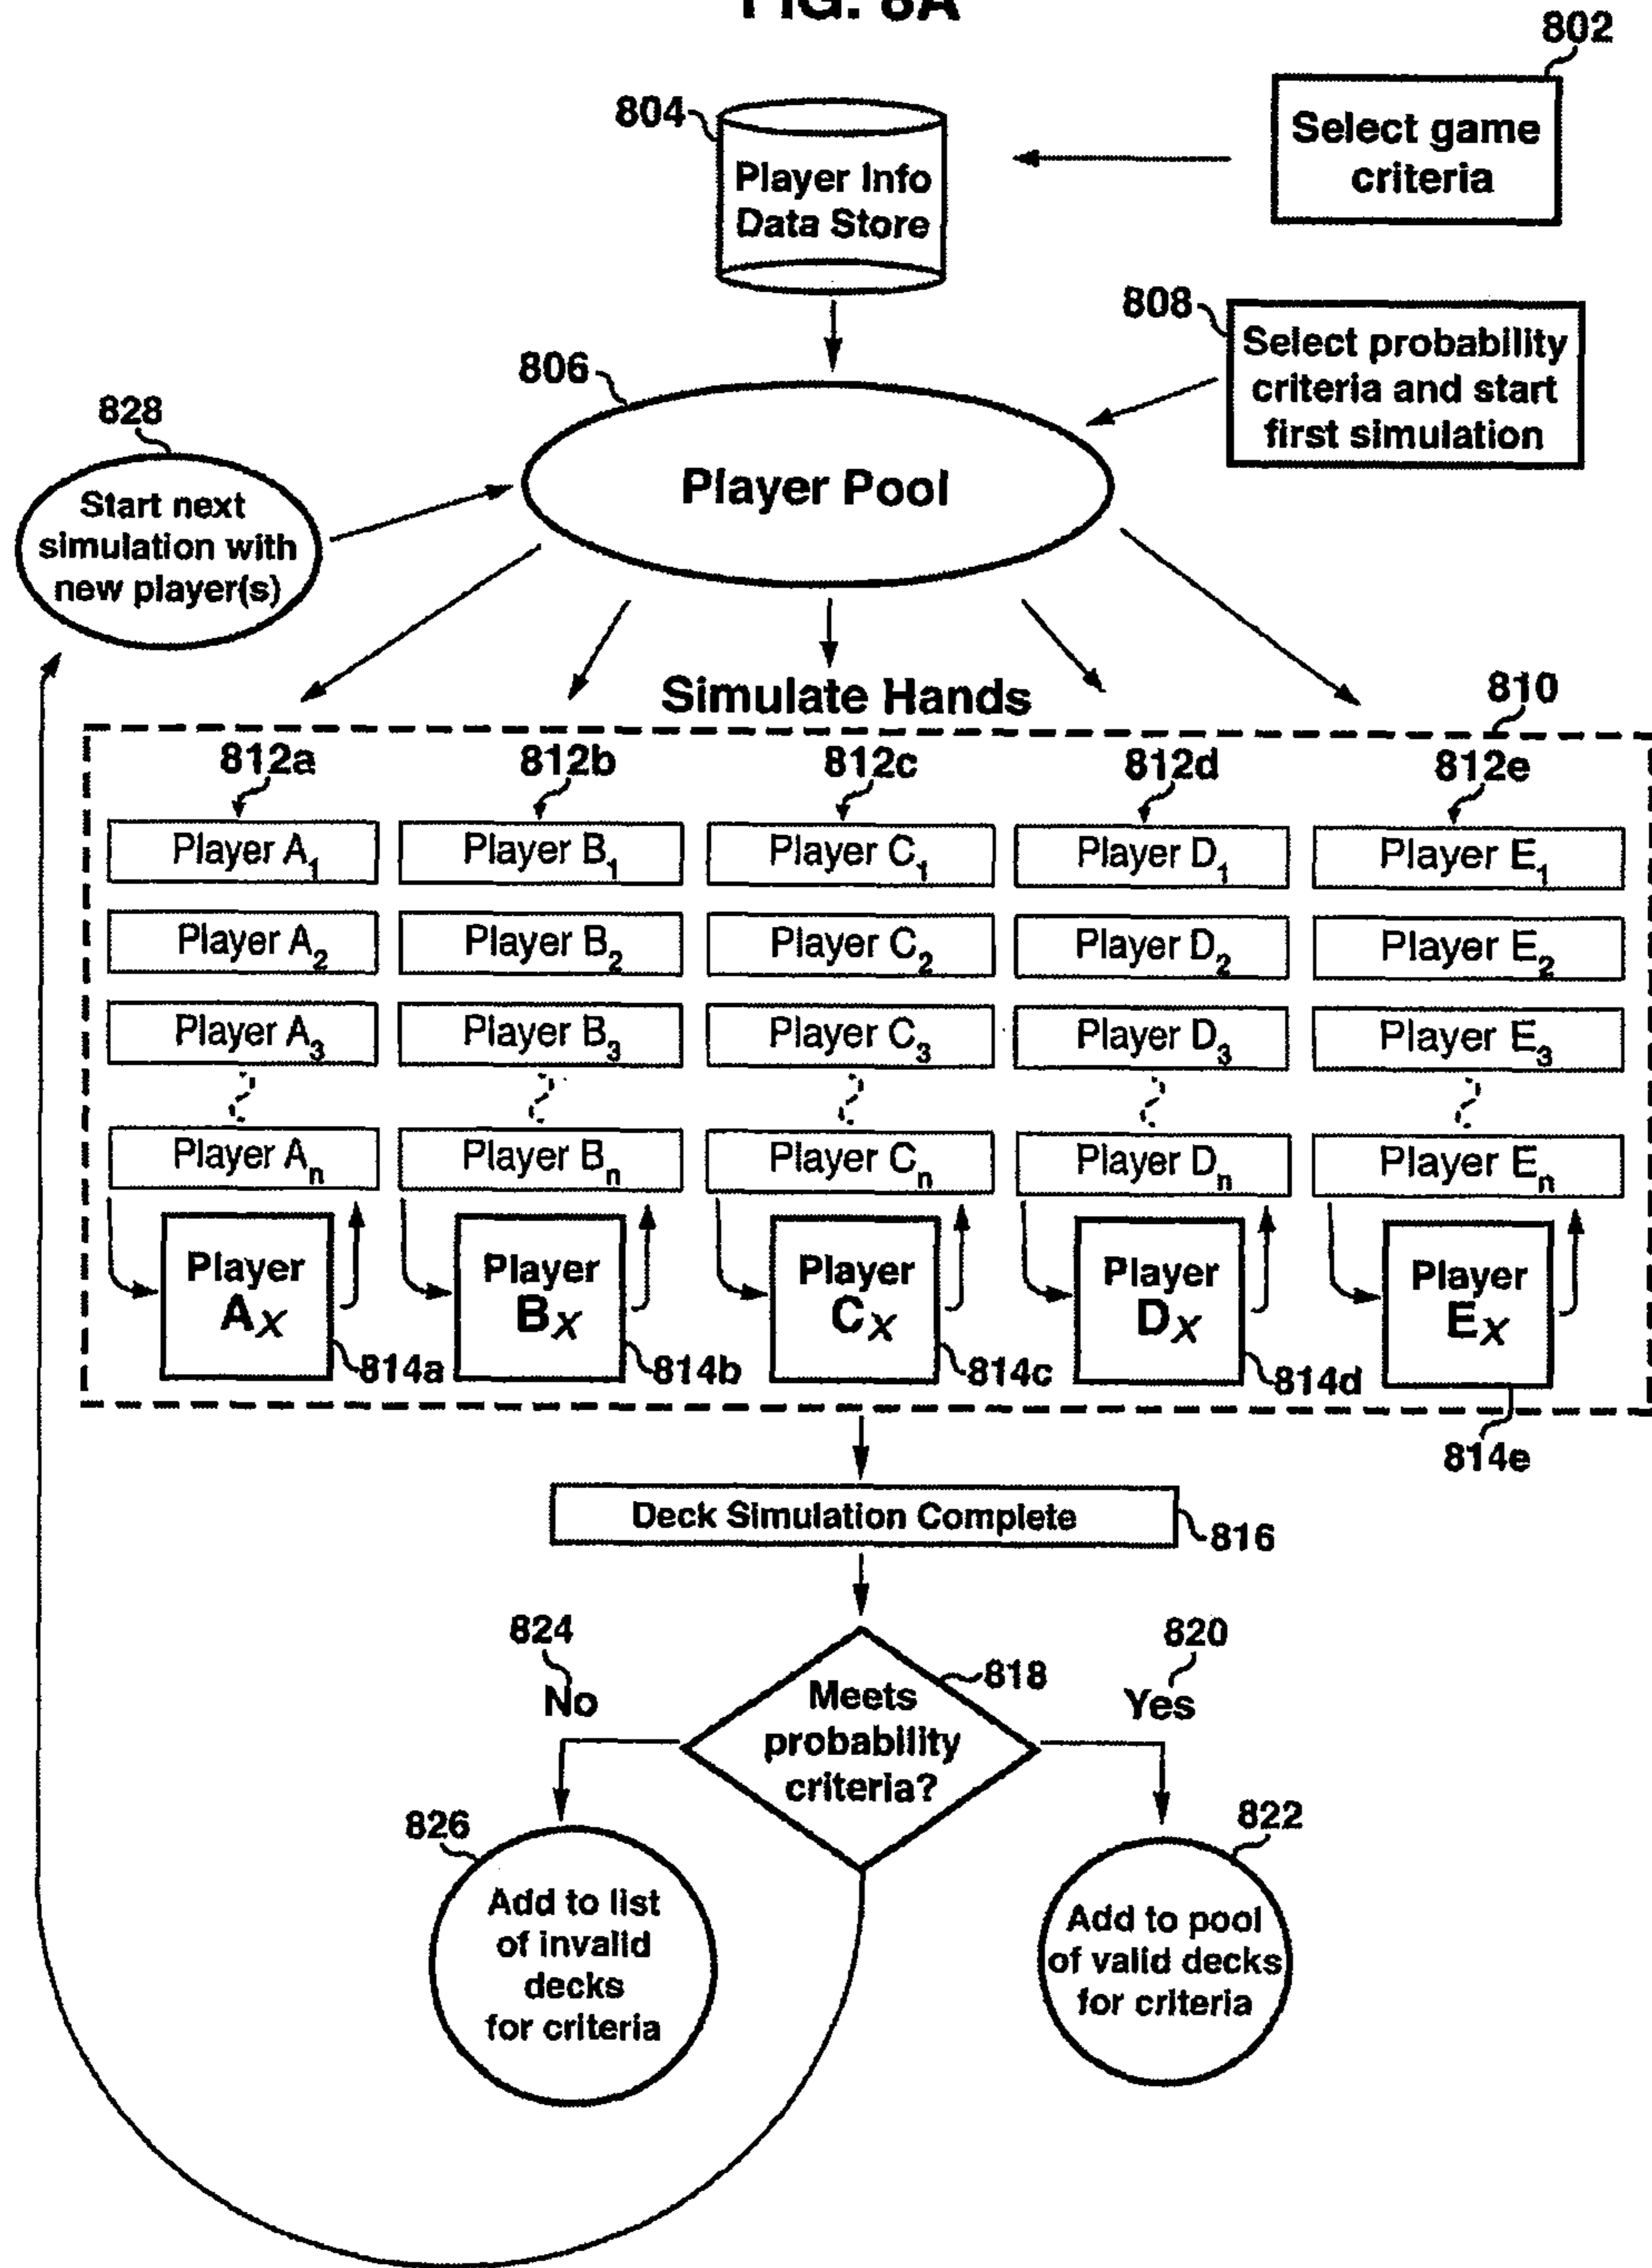 FIG. 8A
802
Select game
criteria
804
Player Info
Data Store
808
Select probability
criteria and start
first simulation
806
Player Pool
828
Start next
simulation with
new player(s)
Simulate Hands
810
812a
812b
812c
812d
812e
Player A1
Player B1
Player C1
Player D1
Player E1
Player A2
Player B2
Player C2
Player D2
Player E2
Player A3
Player B3
Player C3
Player D3
Player E3
Player An
Player Bn
Player Cn
Player Dn
Player En
Player
AX
Player
BX
Player
CX
Player
DX
Player
EX
814a
814b
814c
814d
814e
Deck Simulation Complete
816
824
No
818
Meets
probability
criteria?
820
Yes
826
Add to list
of invalid
decks
for criteria
822
Add to pool
of valid decks
for criteria